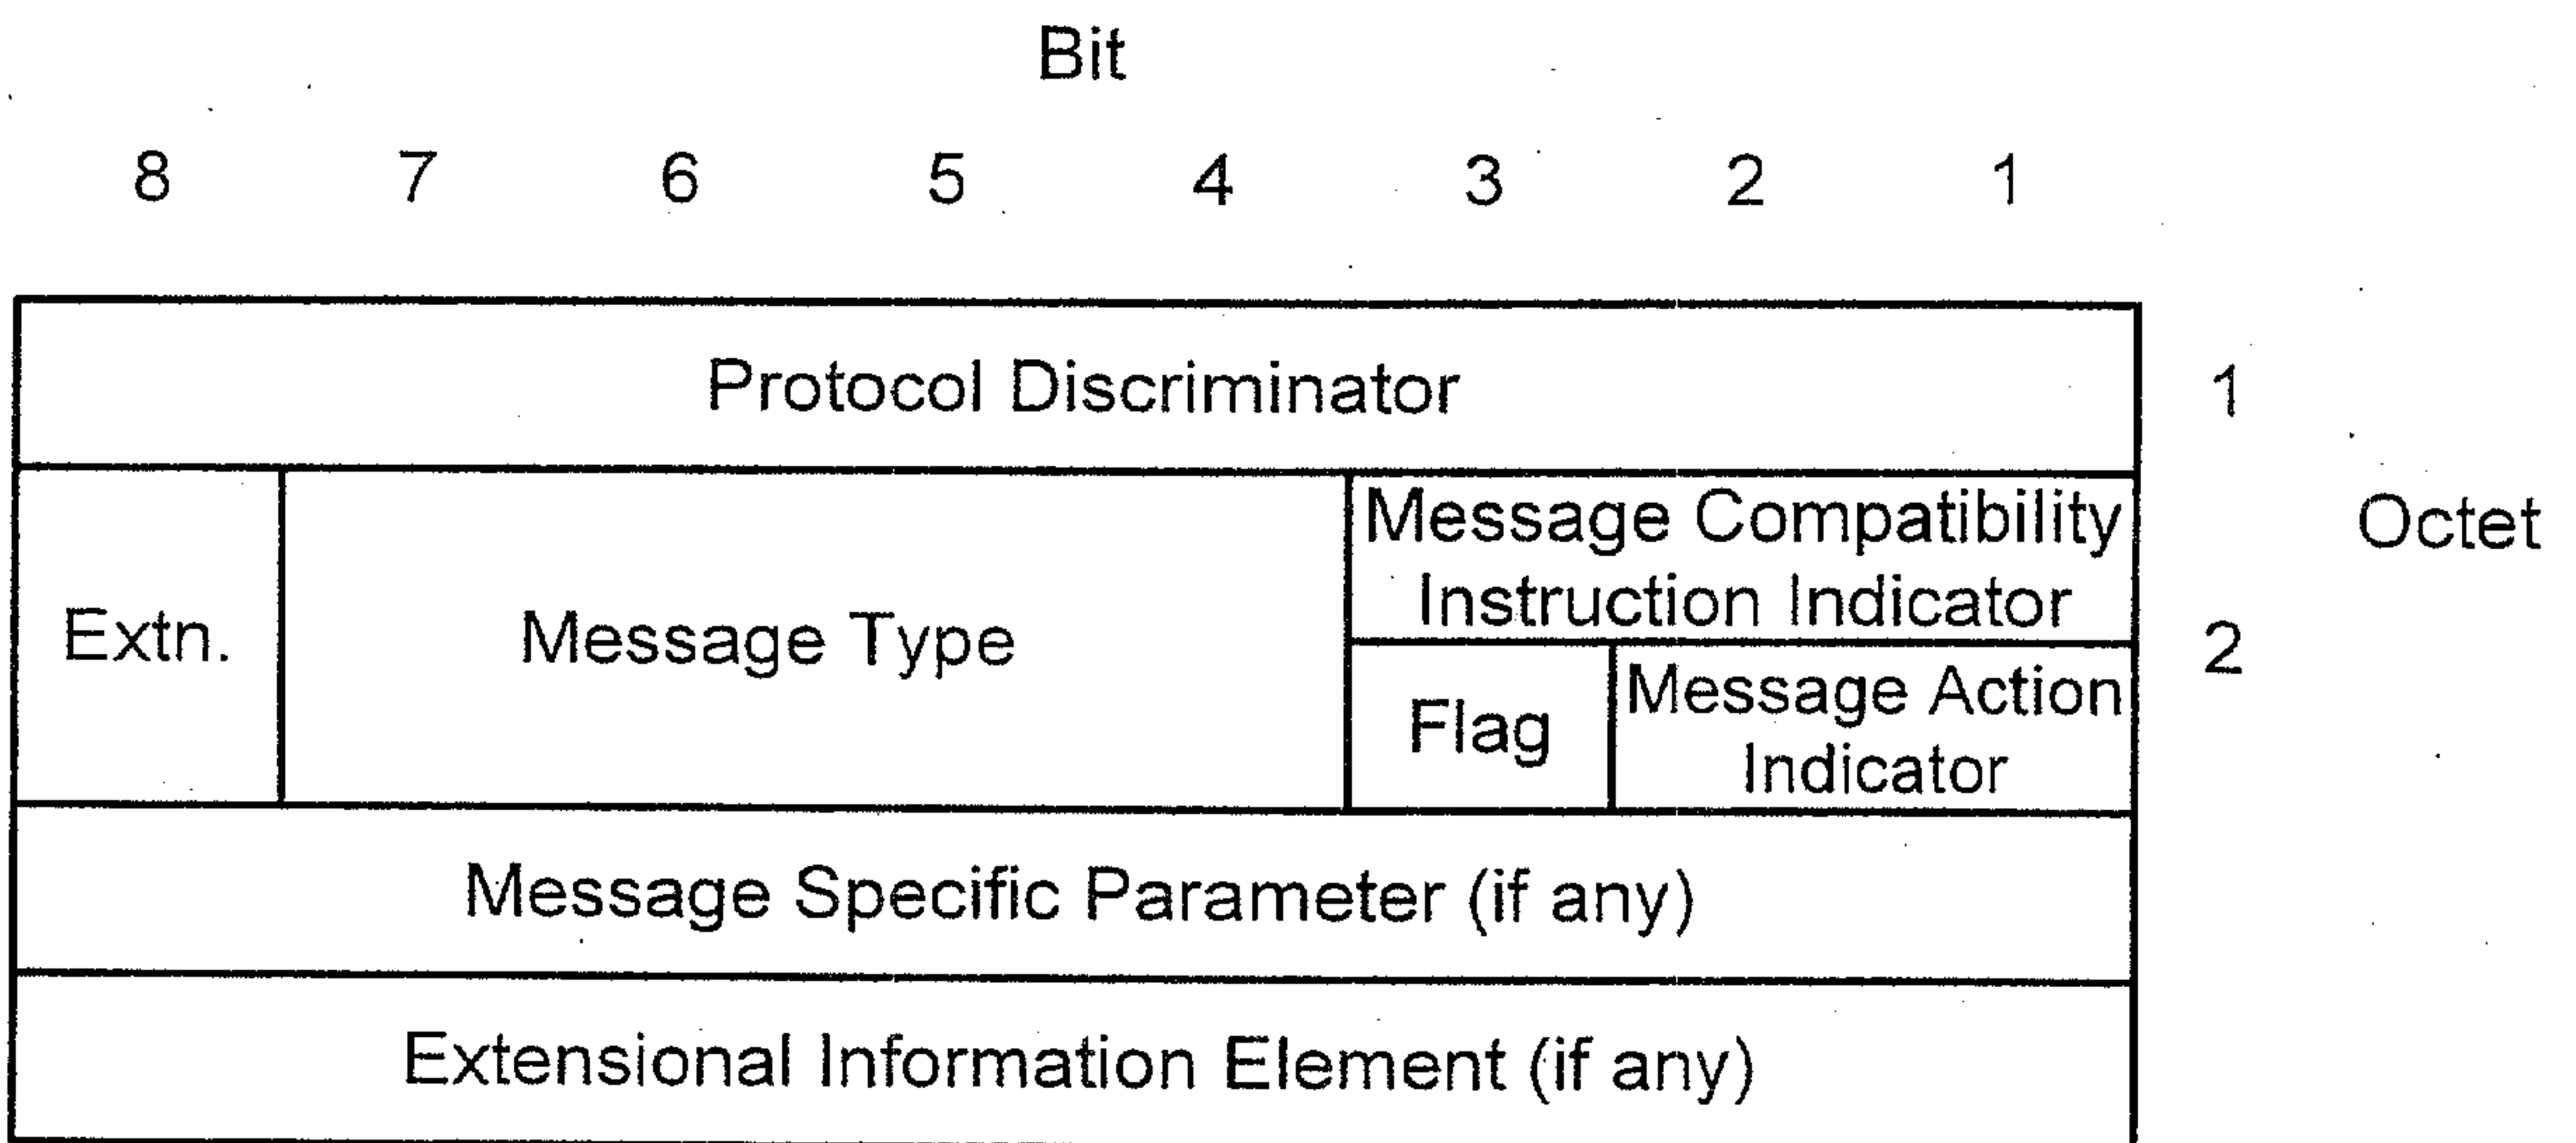 Bit
8 7 6 5 4 3 2 1
Protocol Discriminator 1
Message Compatibility
Instruction Indicator
Octet
Extn. Message Type 2
Flag
Message Action
Indicator
Message Specific Parameter (if any)
Extensional Information Element (if any)